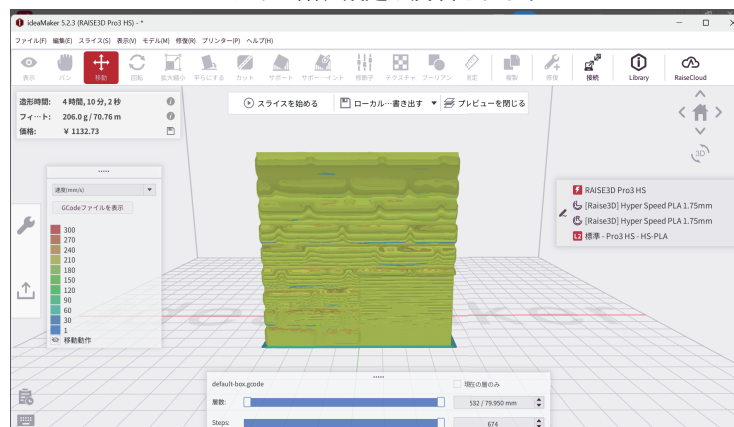 ideaMaker 5.2.3 (RAISE3D Pro3 HS) - *
ファイル(F) 編集(E) スライス(S) 表示(V) モデル(M) 修復(R) プリンター(P) ヘルプ(H)
表示 パン 移動 回転 拡大縮小 平らにする カット サポート サポ…イント 修飾子 テクスチャ ブーリアン 測定 複製 修復 接続 Library RaiseCloud
造形時間: 4 時間, 10 分, 2 秒
フィ…ト: 206.0 g / 70.76 m
価格: ¥ 1132.73
スライスを始める ローカル…書き出す プレビューを閉じる
3D
速度(mm/s)
GCodeファイルを表示
300
270
240
210
180
150
120
90
60
30
1
移動動作
RAISE3D Pro3 HS
[Raise3D] Hyper Speed PLA 1.75mm
[Raise3D] Hyper Speed PLA 1.75mm
L2 標準 - Pro3 HS - HS-PLA
default-box.gcode 現在の層のみ
層数: 532 / 79.950 mm
Steps: 674